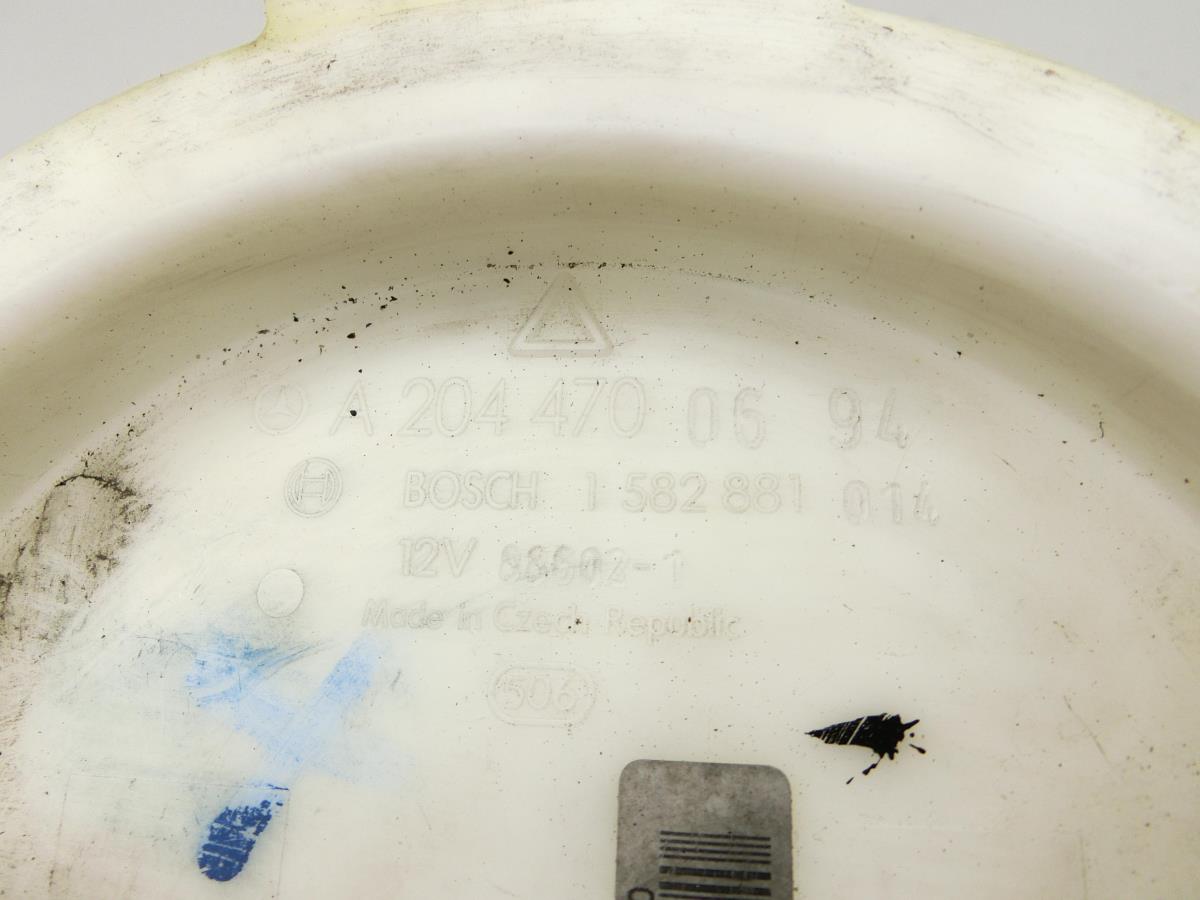 A 204 470 06 94
BOSCH 1 582 881 014
12V
Made in Czech Republic
506